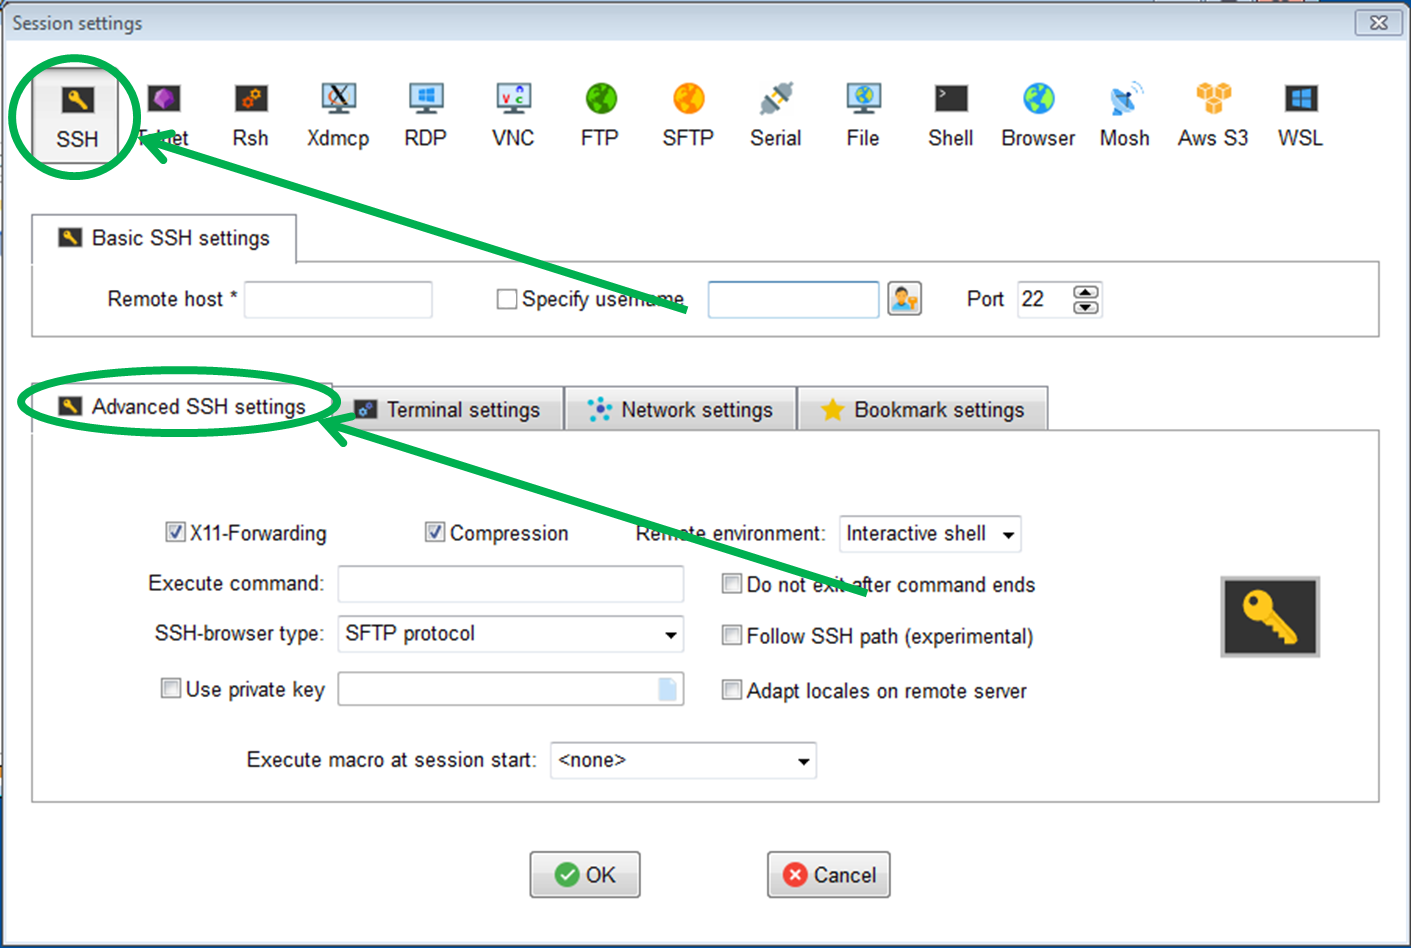 Session settings
SSH Telnet Rsh Xdmcp RDP VNC FTP SFTP Serial File Shell Browser Mosh Aws S3 WSL
Basic SSH settings
Remote host * Specify username Port 22
Advanced SSH settings Terminal settings Network settings Bookmark settings
X11-Forwarding Compression Remote environment: Interactive shell
Execute command: Do not exit after command ends
SSH-browser type: SFTP protocol Follow SSH path (experimental)
Use private key Adapt locales on remote server
Execute macro at session start: <none>
OK Cancel